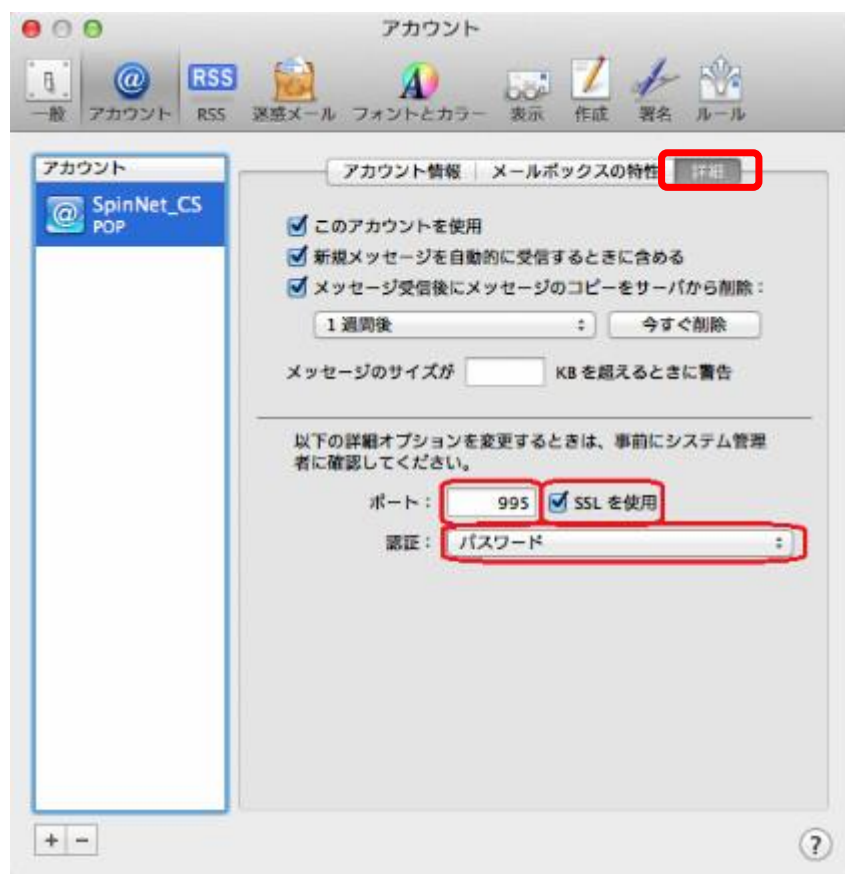 アカウント
RSS
一般 アカウント RSS 迷惑メール フォントとカラー 表示 作成 署名 ルール
アカウント
アカウント情報 メールボックスの特性 詳細
SpinNet_CS
POP
このアカウントを使用
新規メッセージを自動的に受信するときに含める
メッセージ受信後にメッセージのコピーをサーバから削除：
1 週間後 今すぐ削除
メッセージのサイズが KB を超えるときに警告
以下の詳細オプションを変更するときは、事前にシステム管理
者に確認してください。
ポート： 995 SSL を使用
認証： パスワード
+ − ?